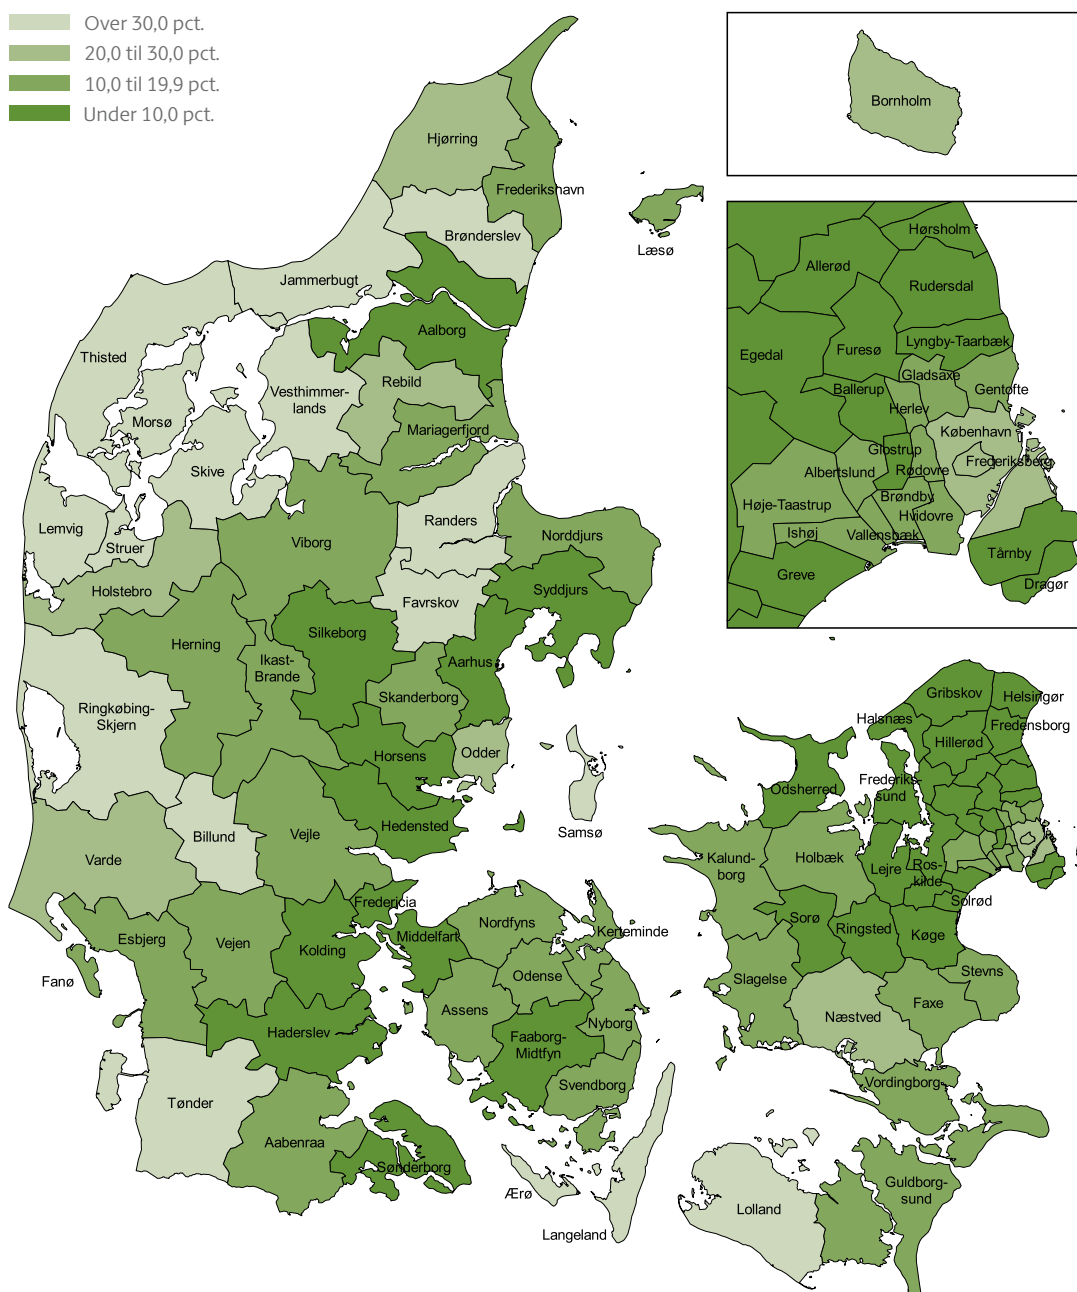 Over 30,0 pct.
20,0 til 30,0 pct.
10,0 til 19,9 pct.
Under 10,0 pct.
Bornholm
Hjørring
Frederikshavn
Brønderslev
Læsø
Jammerbugt
Aalborg
Thisted
Vesthimmer-
lands
Rebild
Morsø
Mariagerfjord
Skive
Lemvig
Struer
Randers
Viborg
Norddjurs
Holstebro
Favrskov
Syddjurs
Silkeborg
Herning
Ikast-
Brande
Aarhus
Skanderborg
Ringkøbing-
Skjern
Horsens
Odder
Hedensted
Samsø
Billund
Vejle
Varde
Fredericia
Esbjerg
Vejen
Kolding
Fanø
Haderslev
Tønder
Aabenraa
Sønderborg
Middelfart
Nordfyns
Kerteminde
Odense
Assens
Nyborg
Faaborg-
Midtfyn
Svendborg
Ærø
Langeland
Hørsholm
Allerød
Rudersdal
Egedal
Furesø
Lyngby-Taarbæk
Gladsaxe
Gentofte
Ballerup
Herlev
København
Glostrup
Frederiksberg
Albertslund
Rødovre
Brøndby
Høje-Taastrup
Hvidovre
Ishøj
Vallensbæk
Greve
Tårnby
Dragør
Gribskov
Helsingør
Halsnæs
Fredensborg
Hillerød
Odsherred
Frederiks-
sund
Kalund-
borg
Holbæk
Lejre
Ros-
kilde
Solrød
Sorø
Ringsted
Køge
Slagelse
Stevns
Næstved
Faxe
Vordingborg
Lolland
Guldborg-
sund